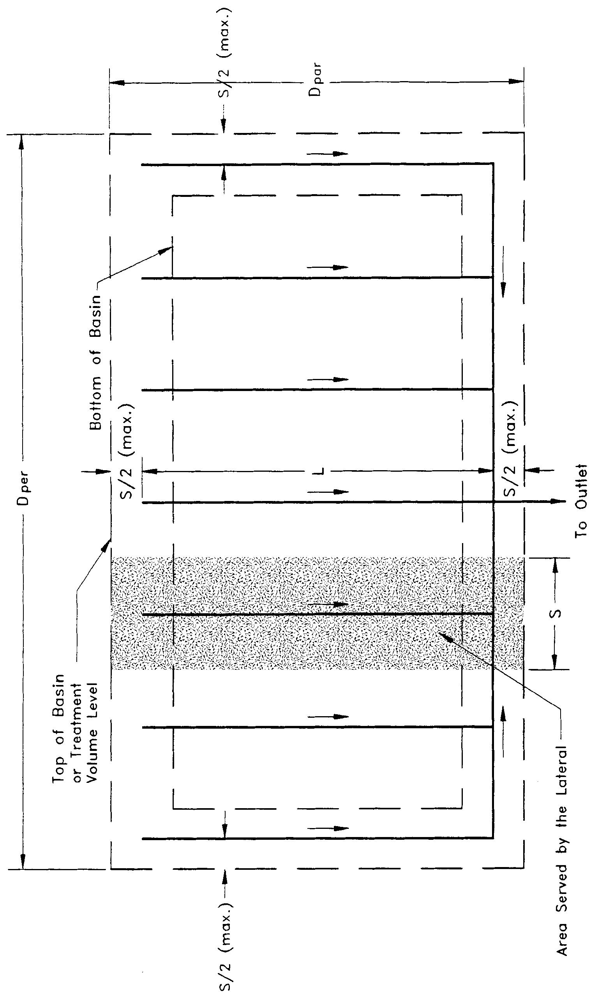 Dper
Top of Basin
or Treatment
Volume Level
Bottom of Basin
S/2 (max.)
S/2 (max.)
S/2 (max.)
L
Dpar
S/2 (max.)
S
To Outlet
Area Served by the Lateral